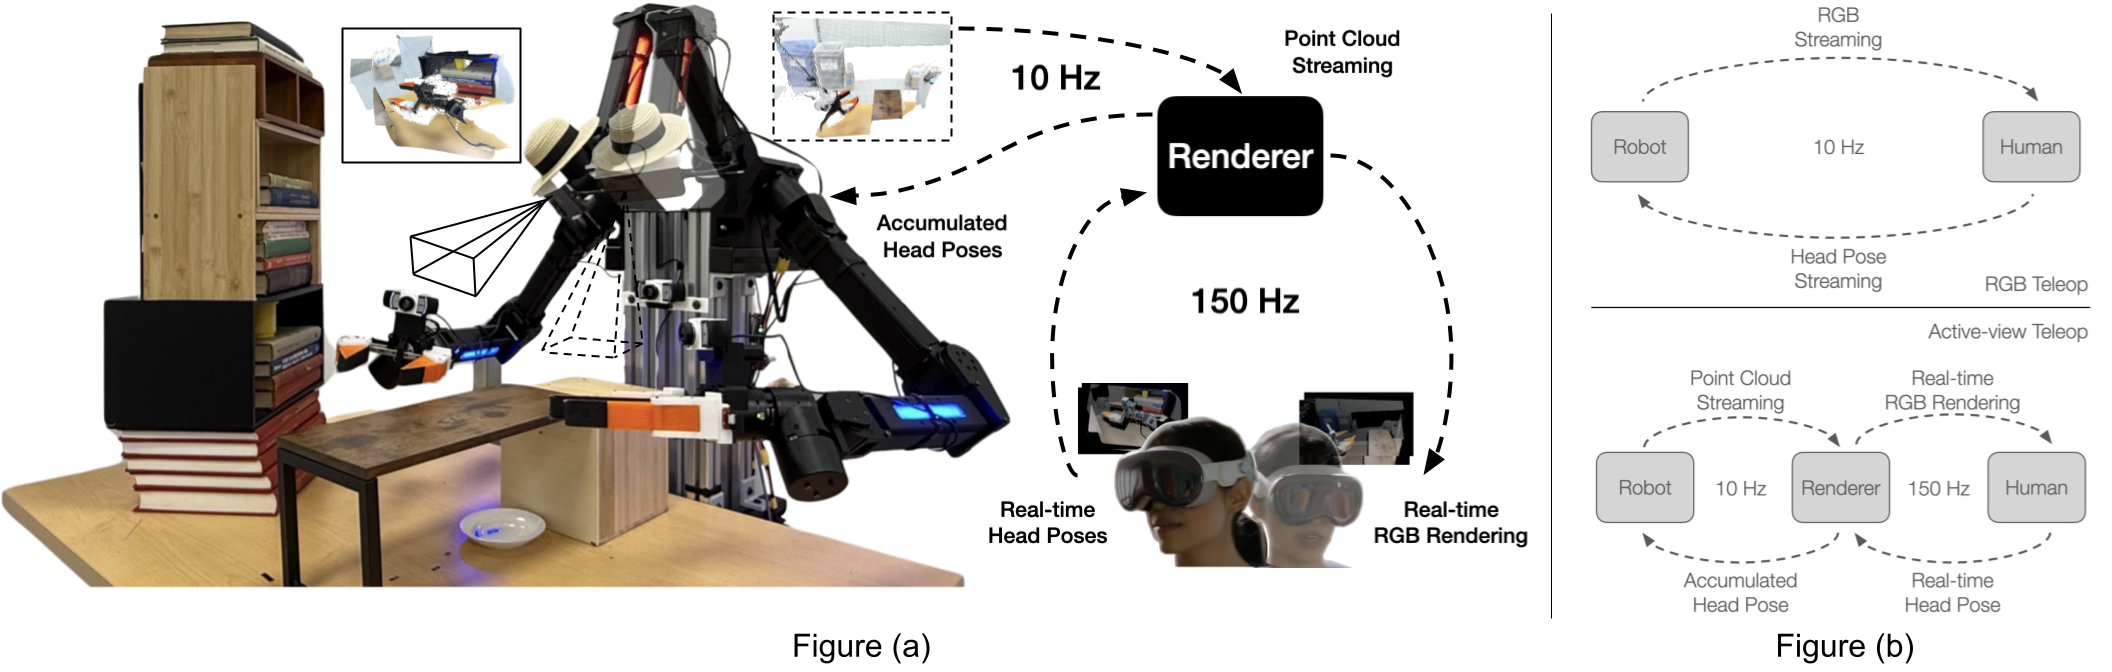 10 Hz
Point Cloud
Streaming
Renderer
Accumulated
Head Poses
150 Hz
Real-time
Head Poses
Real-time
RGB Rendering
Figure (a)
RGB
Streaming
Robot
10 Hz
Human
Head Pose
Streaming
RGB Teleop
Active-view Teleop
Point Cloud
Streaming
Real-time
RGB Rendering
Robot
10 Hz
Renderer
150 Hz
Human
Accumulated
Head Pose
Real-time
Head Pose
Figure (b)